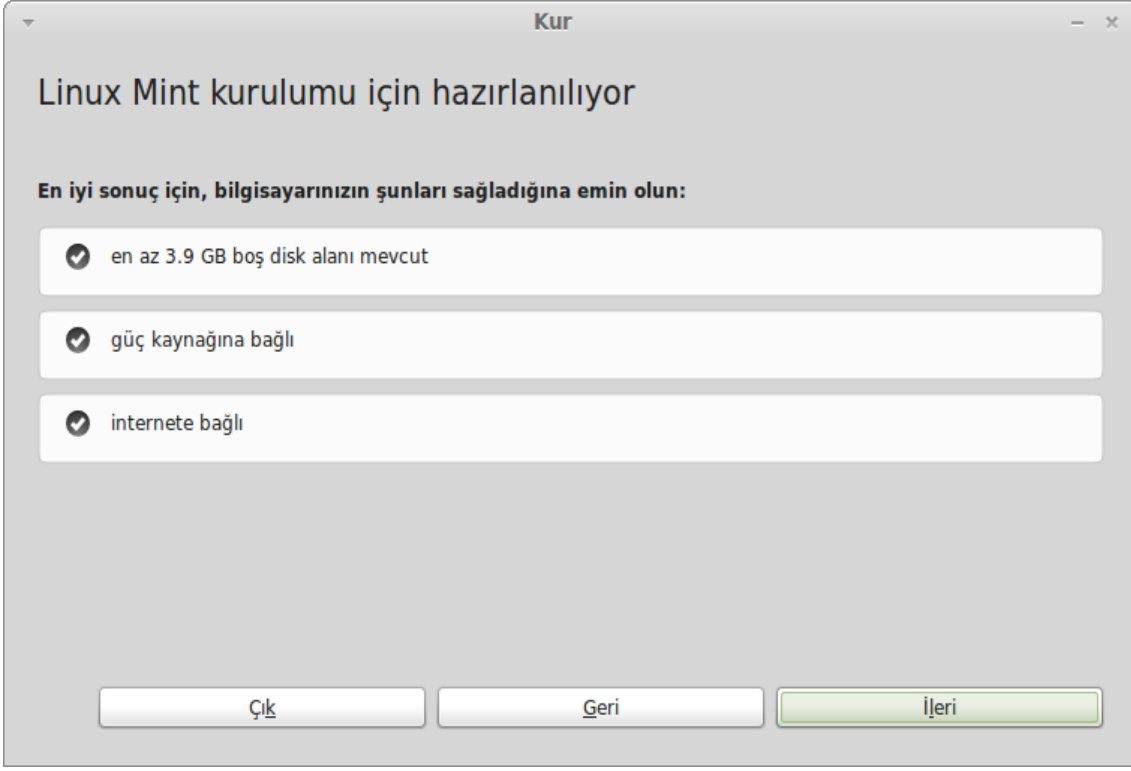 Kur
Linux Mint kurulumu için hazırlanılıyor
En iyi sonuç için, bilgisayarınızın şunları sağladığına emin olun:
en az 3.9 GB boş disk alanı mevcut
güç kaynağına bağlı
internete bağlı
Çık Geri İleri